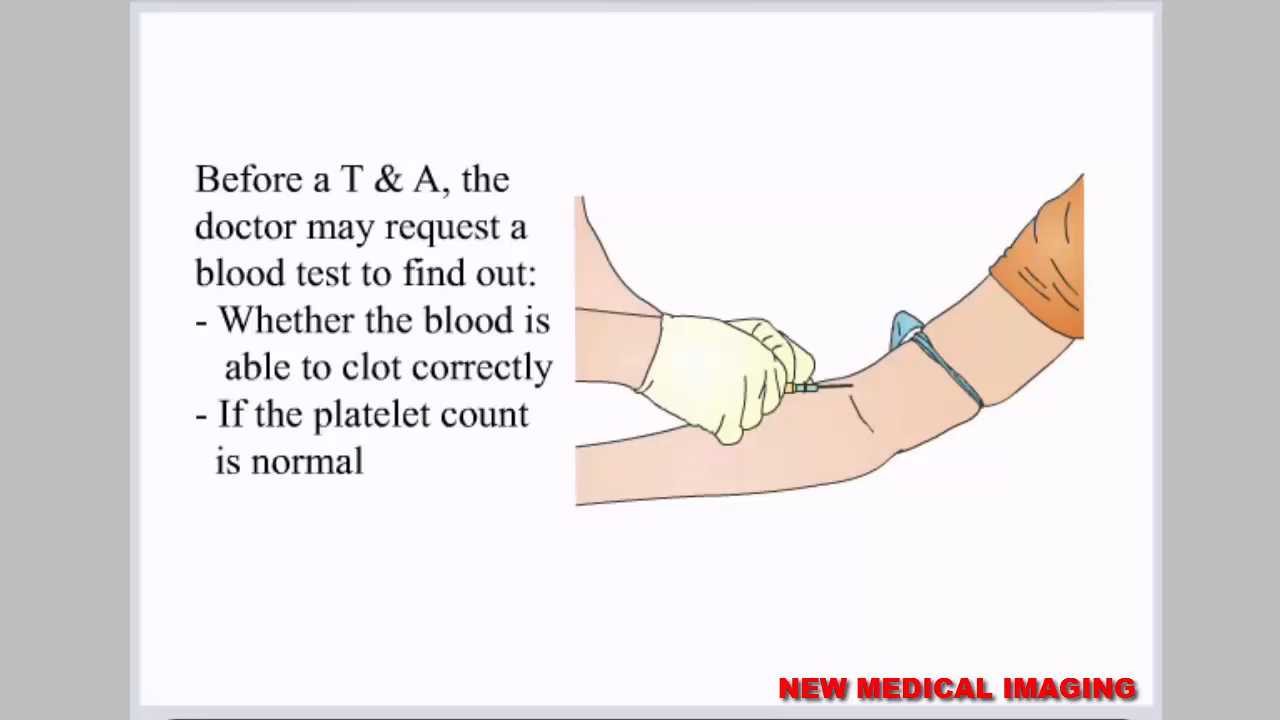 Before a T & A, the
doctor may request a
blood test to find out:
- Whether the blood is
able to clot correctly
- If the platelet count
is normal
NEW MEDICAL IMAGING